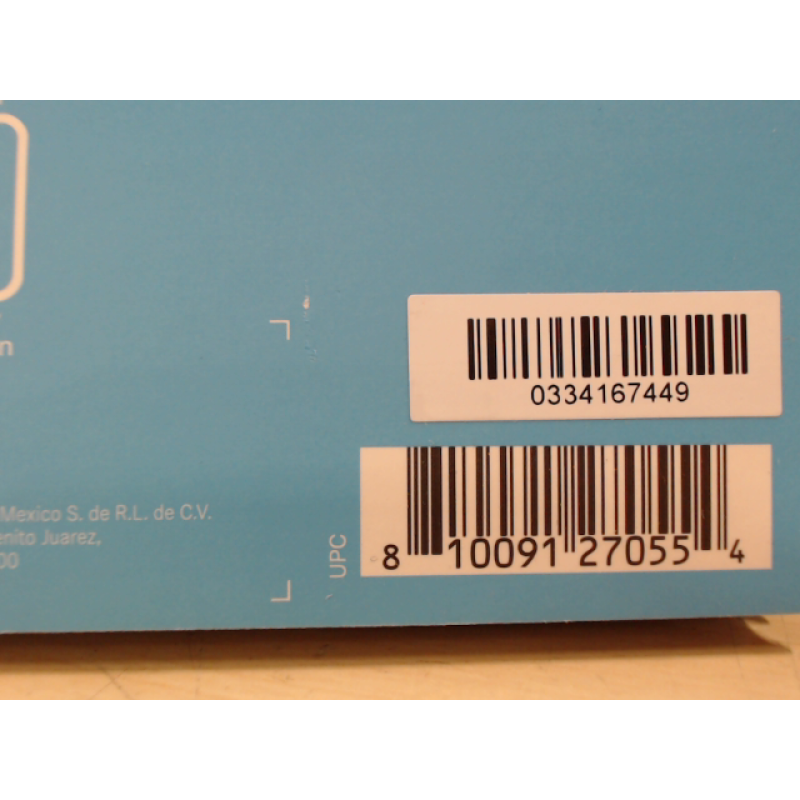 n
0334167449
Mexico S. de R.L. de C.V.
enito Juarez,
00
UPC
8 10091 27055 4